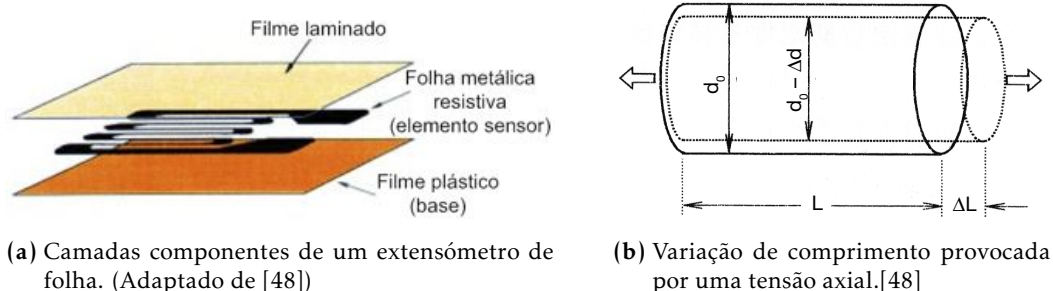 Filme laminado
Folha metálica
resistiva
(elemento sensor)
Filme plástico
(base)
(a) Camadas componentes de um extensómetro de
folha. (Adaptado de [48])
d₀
d₀ - Δd
L
ΔL
(b) Variação de comprimento provocada
por uma tensão axial.[48]